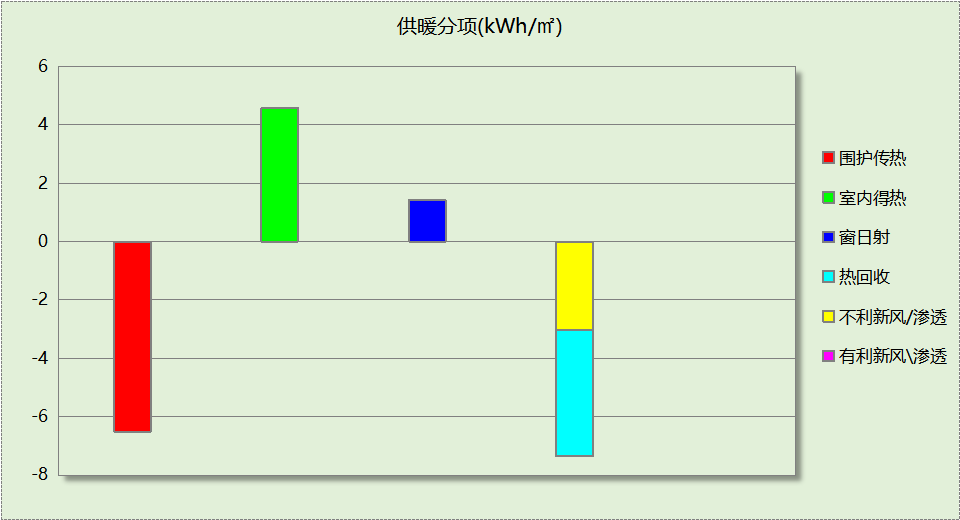 供暖分项(kWh/㎡)
6
4
2
0
-2
-4
-6
-8
围护传热
室内得热
窗日射
热回收
不利新风/渗透
有利新风\渗透